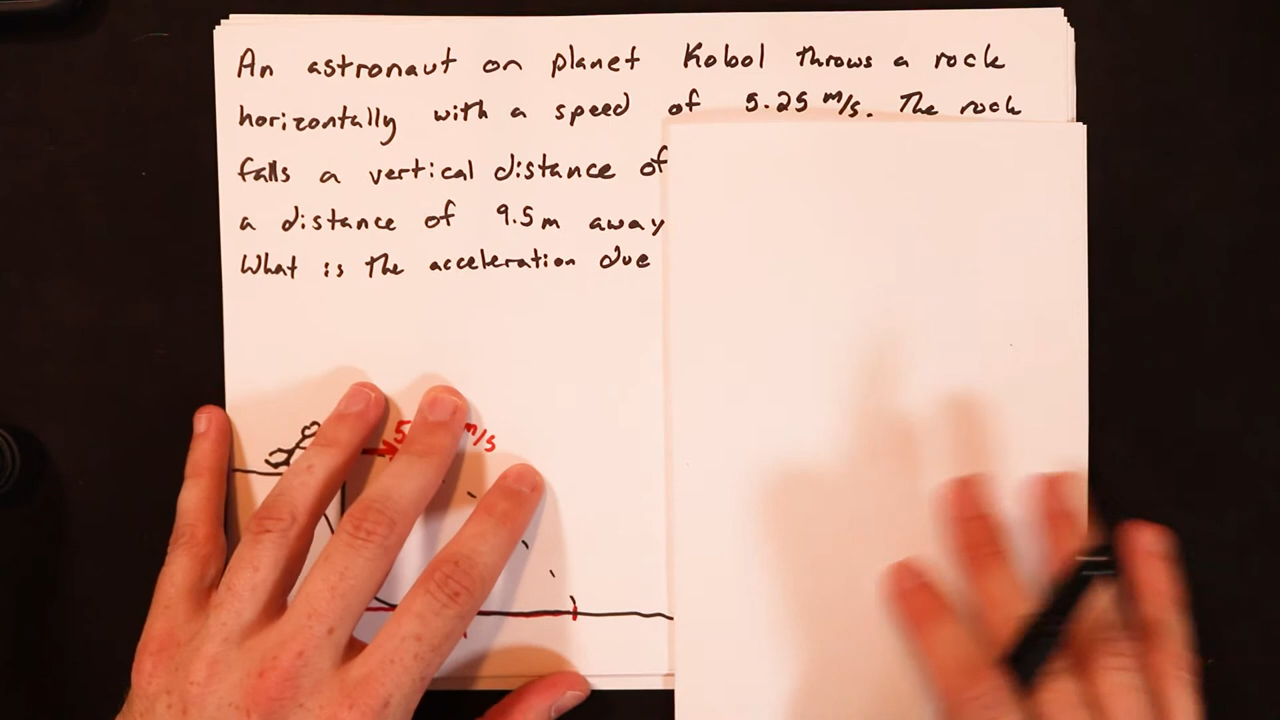 An astronaut on planet Kobol throws a rock
horizontally with a speed of 5.25 m/s. The rock
falls a vertical distance of
a distance of 9.5m away
What is the acceleration due
5 m/s